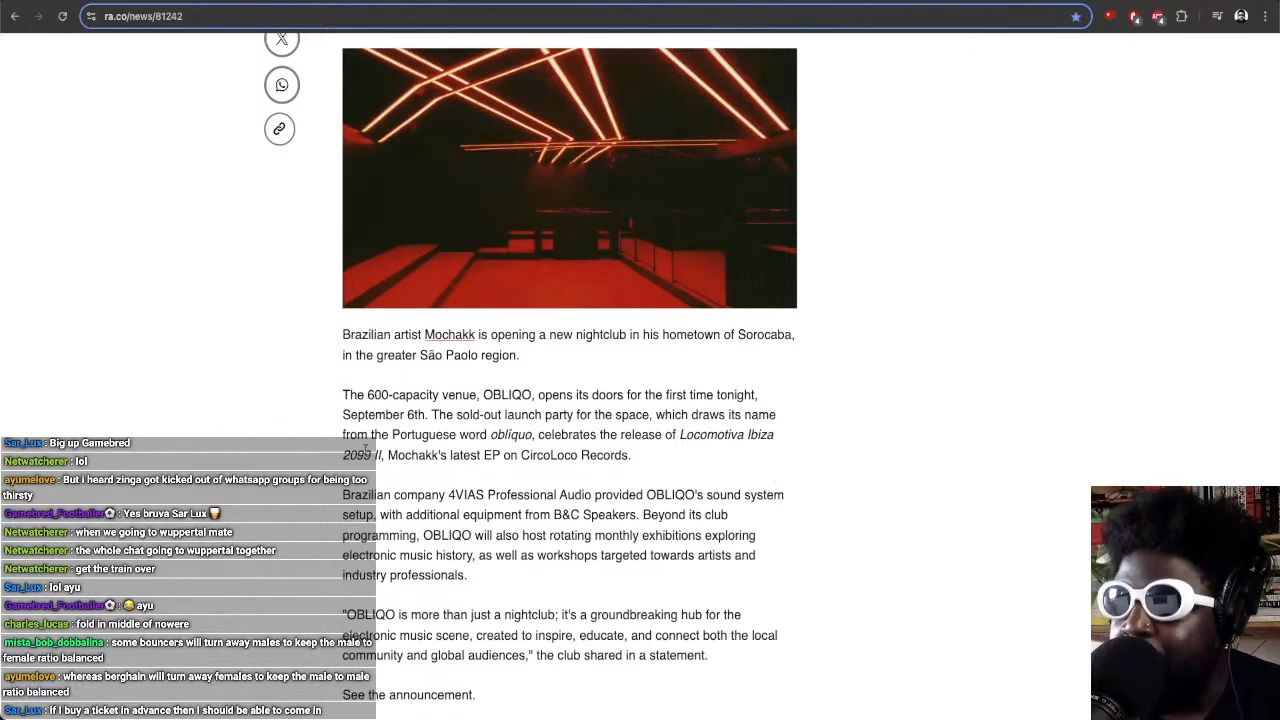 ra.co/news/81242
Brazilian artist Mochakk is opening a new nightclub in his hometown of Sorocaba,
in the greater São Paolo region.
The 600-capacity venue, OBLIQO, opens its doors for the first time tonight,
September 6th. The sold-out launch party for the space, which draws its name
from the Portuguese word oblíquo, celebrates the release of Locomotiva Ibiza
2099 II, Mochakk's latest EP on CircoLoco Records.
Brazilian company 4VIAS Professional Audio provided OBLIQO's sound system
setup, with additional equipment from B&C Speakers. Beyond its club
programming, OBLIQO will also host rotating monthly exhibitions exploring
electronic music history, as well as workshops targeted towards artists and
industry professionals.
"OBLIQO is more than just a nightclub; it's a groundbreaking hub for the
electronic music scene, created to inspire, educate, and connect both the local
community and global audiences," the club shared in a statement.
See the announcement.
Sar_Lux : Big up Gamebred
Netwatcherer : lol
ayumelove : But i heard zinga got kicked out of whatsapp groups for being too
thirsty
Gamebred_Footballer : Yes bruva Sar Lux
Netwatcherer : when we going to wuppertal mate
Netwatcherer : the whole chat going to wuppertal together
Netwatcherer : get the train over
Sar_Lux : lol ayu
Gamebred_Footballer : ayu
charles_lucas : fold in middle of nowere
mista_bob_dobbalina : some bouncers will turn away males to keep the male to
female ratio balanced
ayumelove : whereas berghain will turn away females to keep the male to male
ratio balanced
Sar_Lux : If I buy a ticket in advance then I should be able to come in
4
4